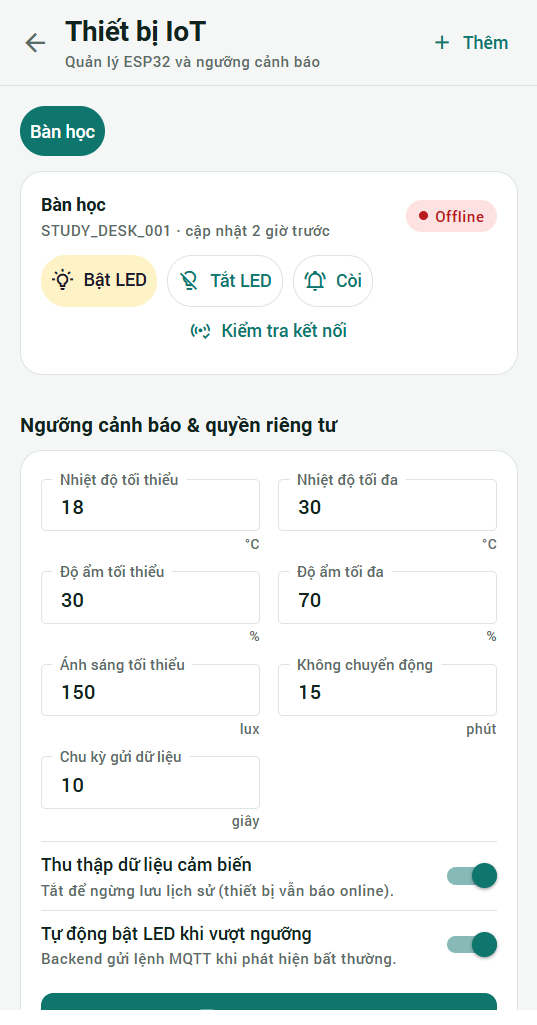 Thiết bị IoT
Quản lý ESP32 và ngưỡng cảnh báo
+ Thêm
Bàn học
Bàn học
STUDY_DESK_001 · cập nhật 2 giờ trước
Offline
Bật LED
Tắt LED
Còi
Kiểm tra kết nối
Ngưỡng cảnh báo & quyền riêng tư
Nhiệt độ tối thiểu
18
°C
Nhiệt độ tối đa
30
°C
Độ ẩm tối thiểu
30
%
Độ ẩm tối đa
70
%
Ánh sáng tối thiểu
150
lux
Không chuyển động
15
phút
Chu kỳ gửi dữ liệu
10
giây
Thu thập dữ liệu cảm biến
Tắt để ngừng lưu lịch sử (thiết bị vẫn báo online).
Tự động bật LED khi vượt ngưỡng
Backend gửi lệnh MQTT khi phát hiện bất thường.